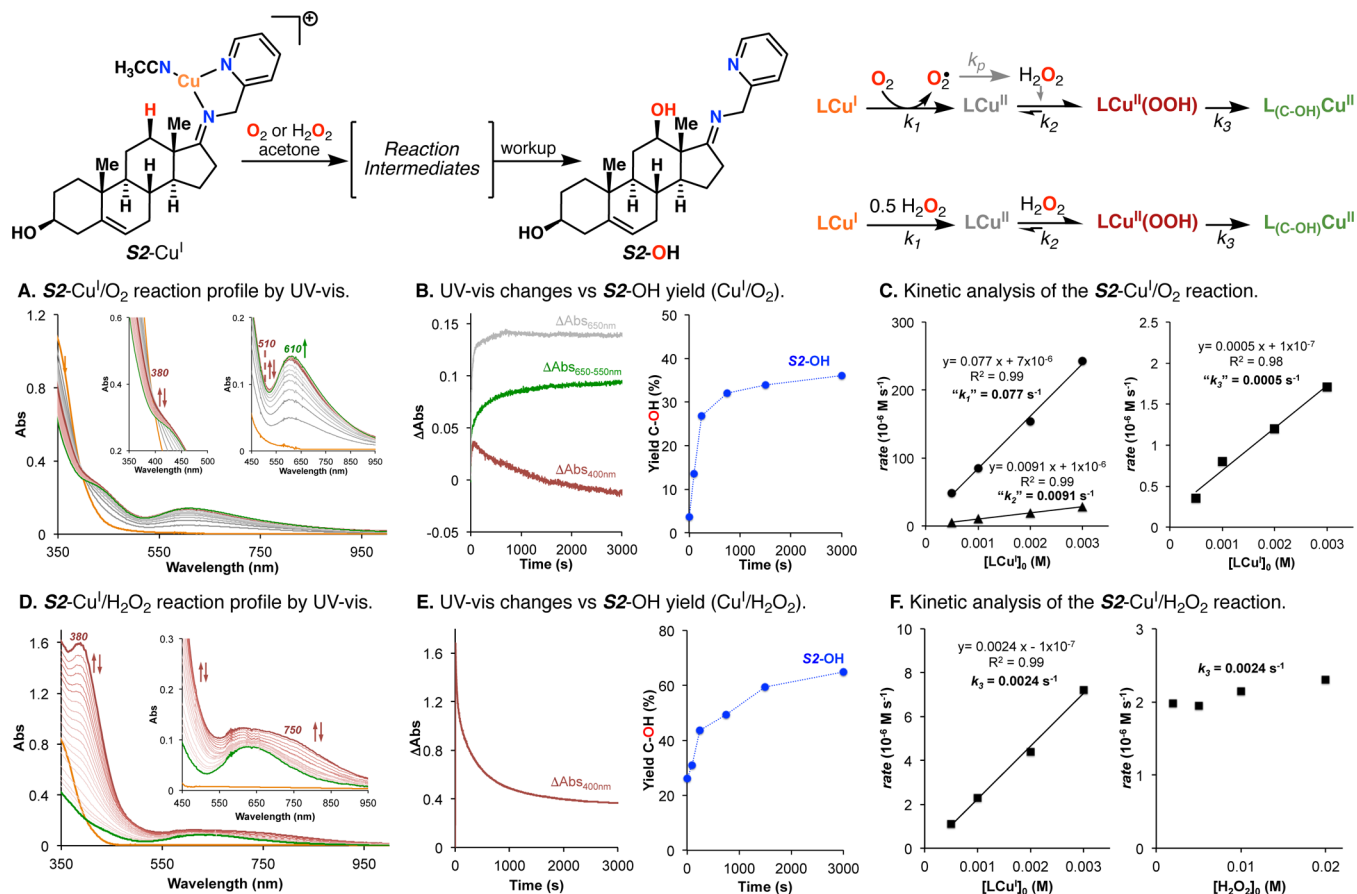 H3CCN
Cu
N
N
H
Me
Me
H
H
H
HO
S2-CuI
⊕
O2 or H2O2
acetone
Reaction
Intermediates
workup
N
OH
N
Me
Me
H
H
H
HO
S2-OH
O2
O2•
kp
H2O2
LCuI
k1
LCuII
k2
LCuII(OOH)
k3
L(C-OH)CuII
LCuI
0.5 H2O2
k1
LCuII
H2O2
k2
LCuII(OOH)
k3
L(C-OH)CuII
A. S2-CuI/O2 reaction profile by UV-vis.
Abs
1.2
0.8
0.4
0
350
550
750
Wavelength (nm)
Abs
0.6
0.4
0.2
380
350 400 450 500
Wavelength (nm)
Abs
0.2
0.1
0
510
610
450 550 650 750 850 950
Wavelength (nm)
B. UV-vis changes vs S2-OH yield (CuI/O2).
ΔAbs
0.15
0.1
0.05
0
-0.05
ΔAbs650nm
ΔAbs650-550nm
ΔAbs400nm
0 1000 2000 3000
Time (s)
Yield C-OH (%)
50
40
30
20
10
0
S2-OH
0 1000 2000 3000
Time (s)
C. Kinetic analysis of the S2-CuI/O2 reaction.
rate (10-6 M s-1)
300
200
100
0
y= 0.077 x + 7x10-6
R2 = 0.99
“k1” = 0.077 s-1
y= 0.0091 x + 1x10-6
R2 = 0.99
“k2” = 0.0091 s-1
0 0.001 0.002 0.003
[LCuI]0 (M)
rate (10-6 M s-1)
2.5
2
1.5
1
0.5
0
y= 0.0005 x + 1x10-7
R2 = 0.98
“k3” = 0.0005 s-1
0 0.001 0.002 0.003
[LCuI]0 (M)
D. S2-CuI/H2O2 reaction profile by UV-vis.
Abs
1.6
1.2
0.8
0.4
0
380
350
550
750
Wavelength (nm)
Abs
0.3
0.2
0.1
0
750
450 550 650 750 850 950
Wavelength (nm)
E. UV-vis changes vs S2-OH yield (CuI/H2O2).
ΔAbs
1.6
1.2
0.8
0.4
0
ΔAbs400nm
0 1000 2000 3000
Time (s)
Yield C-OH (%)
80
60
40
20
0
S2-OH
0 1000 2000 3000
Time (s)
F. Kinetic analysis of the S2-CuI/H2O2 reaction.
rate (10-6 M s-1)
10
8
6
4
2
0
y= 0.0024 x - 1x10-7
R2 = 0.99
k3 = 0.0024 s-1
0 0.001 0.002 0.003
[LCuI]0 (M)
rate (10-6 M s-1)
3
2
1
0
k3 = 0.0024 s-1
0 0.01 0.02
[H2O2]0 (M)